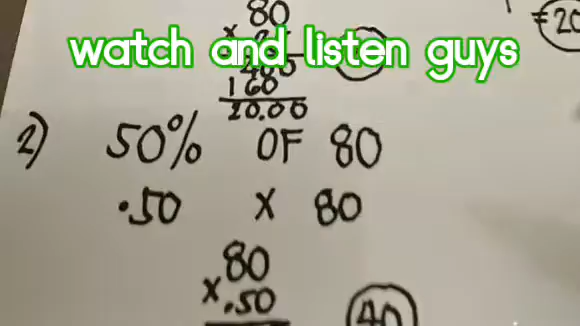 80
= 20
watch and listen guys
160
20.00
2) 50% OF 80
.50 x 80
80
x .50
40